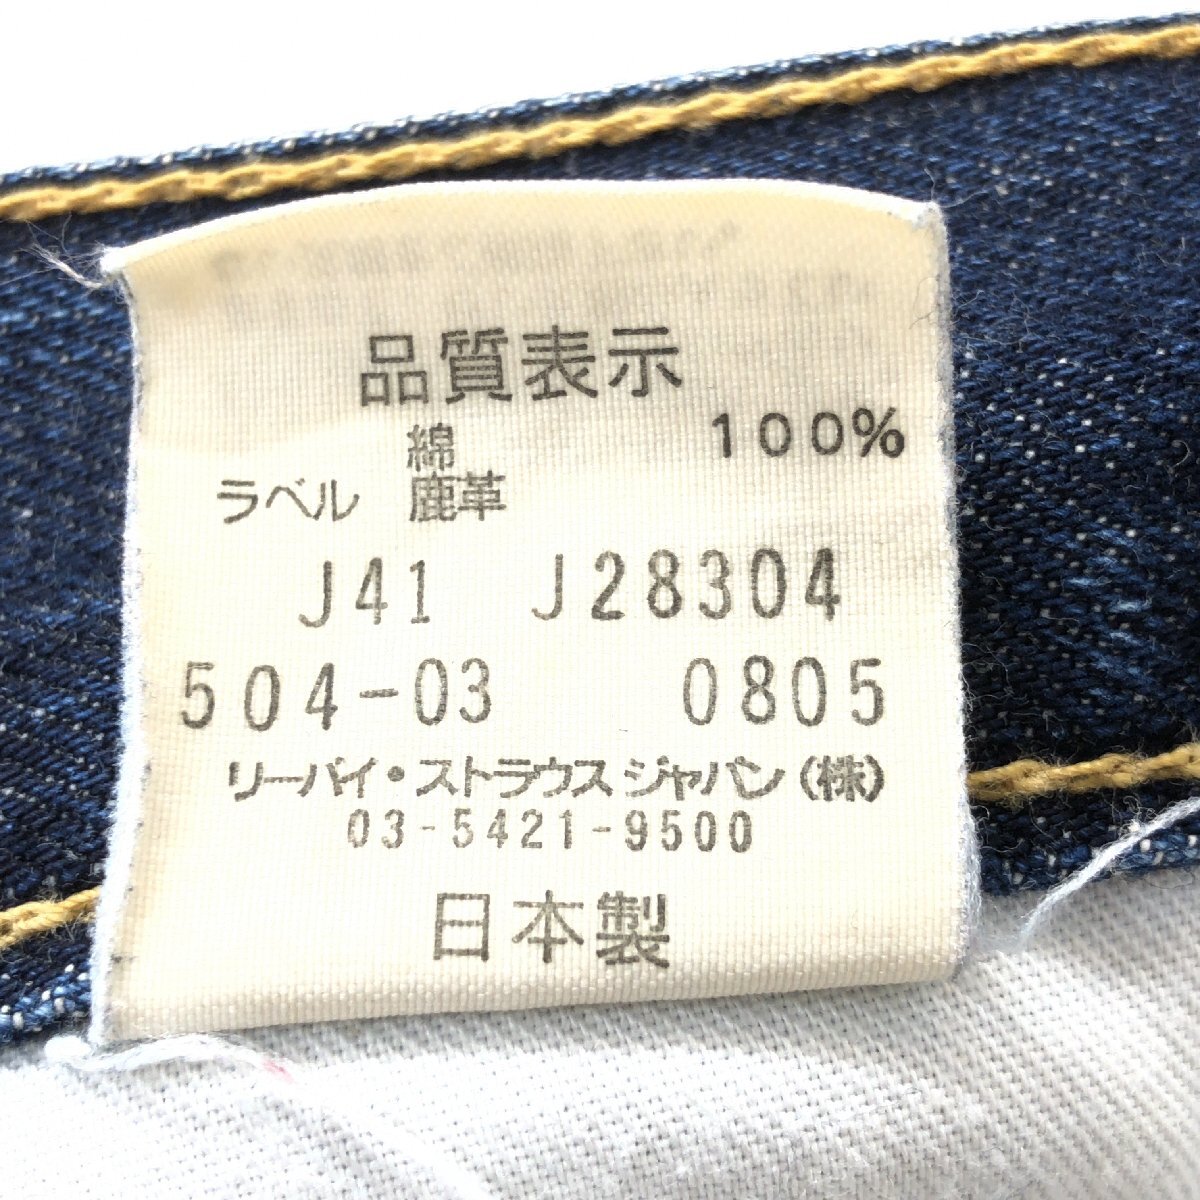 品質表示
綿 100%
ラベル 鹿革
J41 J28304
504-03 0805
リーバイ・ストラウス ジャパン(株)
03-5421-9500
日本製